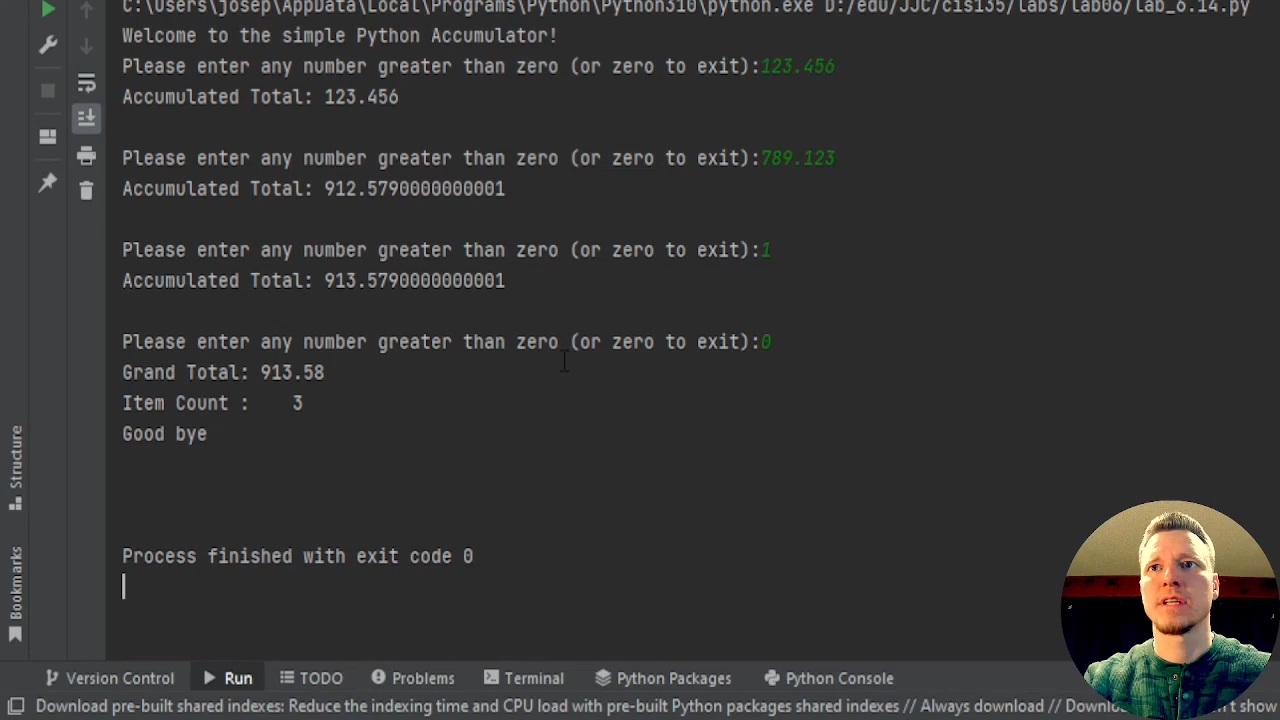 C:\Users\josep\AppData\Local\Programs\Python\Python310\python.exe D:/edu/JJC/cis135/labs/lab06/lab_6.14.py
Welcome to the simple Python Accumulator!
Please enter any number greater than zero (or zero to exit):123.456
Accumulated Total: 123.456
Please enter any number greater than zero (or zero to exit):789.123
Accumulated Total: 912.5790000000001
Please enter any number greater than zero (or zero to exit):1
Accumulated Total: 913.5790000000001
Please enter any number greater than zero (or zero to exit):0
Grand Total: 913.58
Item Count :    3
Good bye
Process finished with exit code 0
Structure
Bookmarks
Version Control Run TODO Problems Terminal Python Packages Python Console
Download pre-built shared indexes: Reduce the indexing time and CPU load with pre-built Python packages shared indexes // Always download // Downl n't show